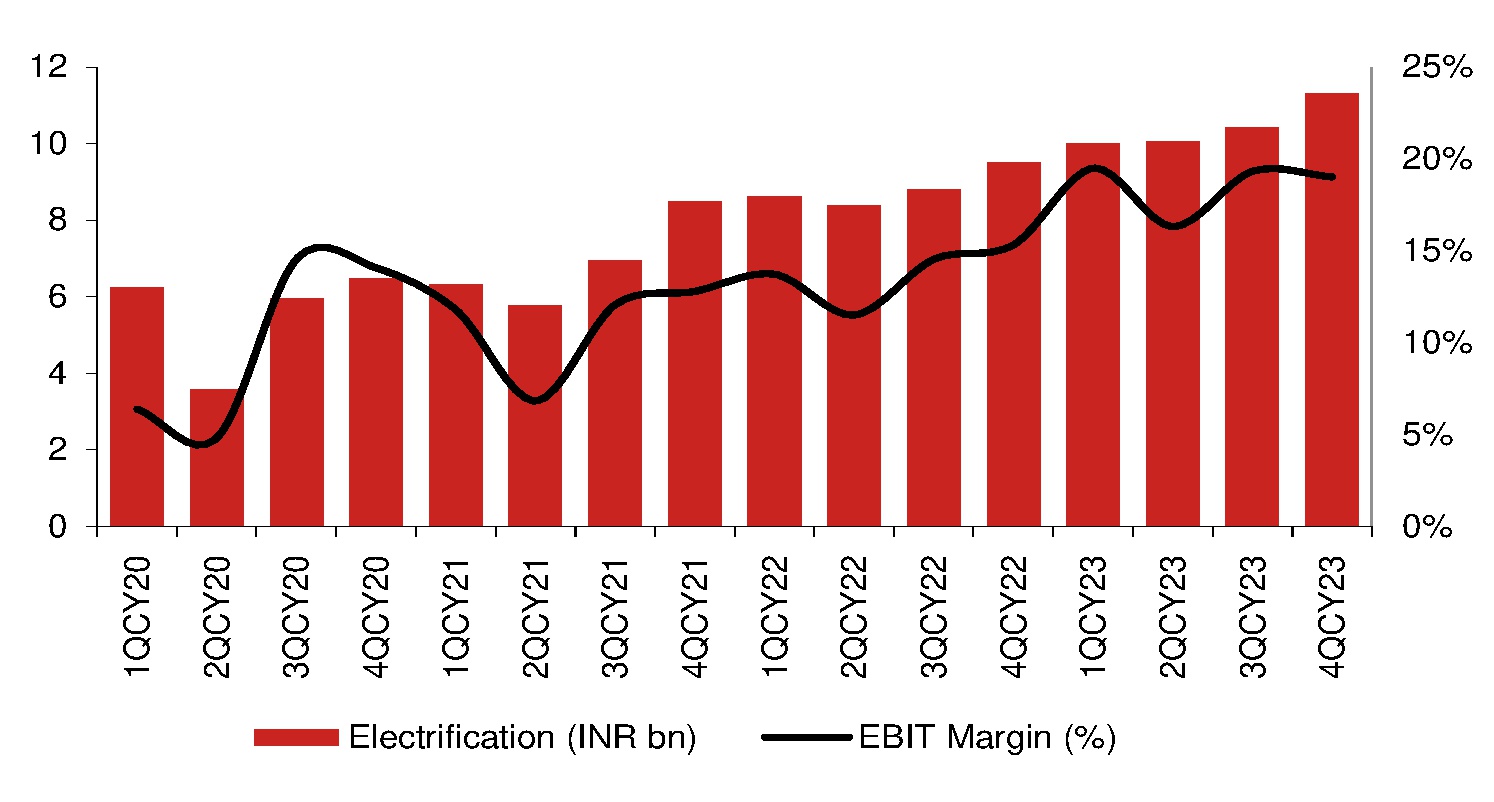 12
10
8
6
4
2
0
25%
20%
15%
10%
5%
0%
1QCY20
2QCY20
3QCY20
4QCY20
1QCY21
2QCY21
3QCY21
4QCY21
1QCY22
2QCY22
3QCY22
4QCY22
1QCY23
2QCY23
3QCY23
4QCY23
Electrification (INR bn)
EBIT Margin (%)